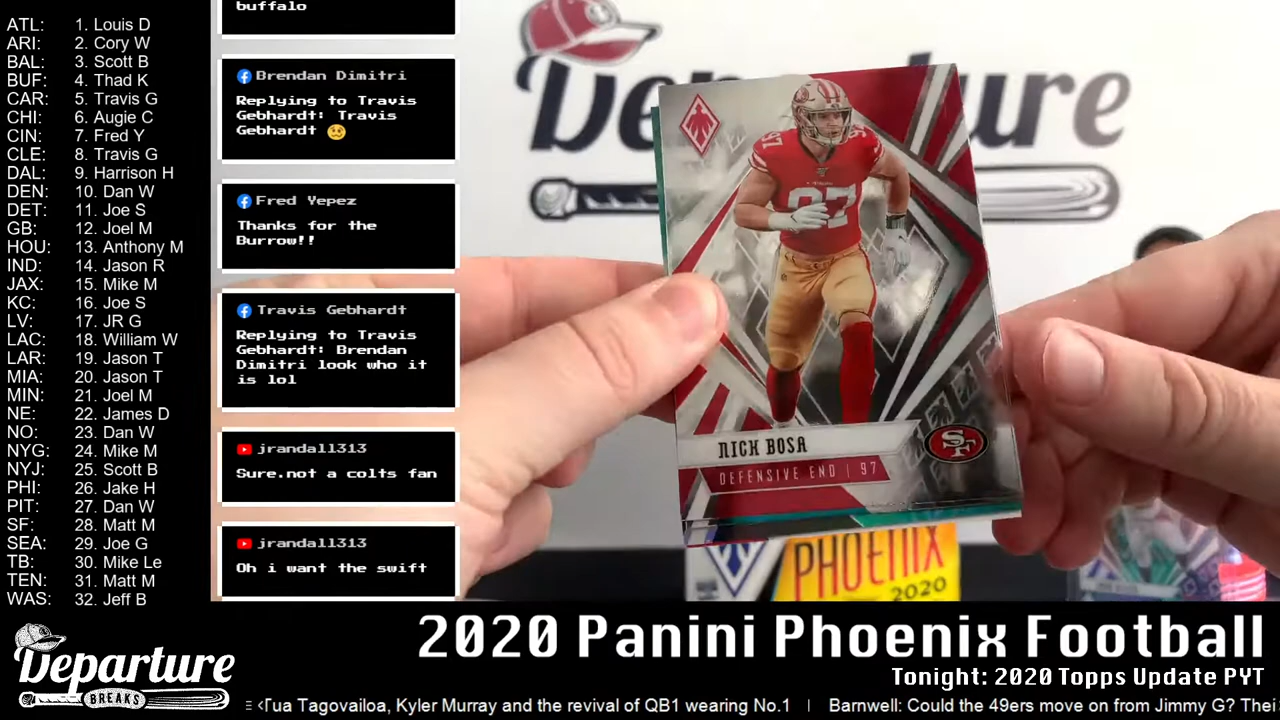 ATL: 1. Louis D
ARI: 2. Cory W
BAL: 3. Scott B
BUF: 4. Thad K
CAR: 5. Travis G
CHI: 6. Augie C
CIN: 7. Fred Y
CLE: 8. Travis G
DAL: 9. Harrison H
DEN: 10. Dan W
DET: 11. Joe S
GB: 12. Joel M
HOU: 13. Anthony M
IND: 14. Jason R
JAX: 15. Mike M
KC: 16. Joe S
LV: 17. JR G
LAC: 18. William W
LAR: 19. Jason T
MIA: 20. Jason T
MIN: 21. Joel M
NE: 22. James D
NO: 23. Dan W
NYG: 24. Mike M
NYJ: 25. Scott B
PHI: 26. Jake H
PIT: 27. Dan W
SF: 28. Matt M
SEA: 29. Joe G
TB: 30. Mike Le
TEN: 31. Matt M
WAS: 32. Jeff B
buffalo
Brendan Dimitri
Replying to Travis
Gebhardt: Travis
Gebhardt 🥴
Fred Yepez
Thanks for the
Burrow!!
Travis Gebhardt
Replying to Travis
Gebhardt: Brendan
Dimitri look who it
is lol
jrandall313
Sure.not a colts fan
jrandall313
Oh i want the swift
Departure
97
97
NICK BOSA
DEFENSIVE END | 97
SF
PHOENIX
2020
Departure
BREAKS
2020 Panini Phoenix Football
Tonight: 2020 Topps Update PYT
Tua Tagovailoa, Kyler Murray and the revival of QB1 wearing No.1 | Barnwell: Could the 49ers move on from Jimmy G? Thei